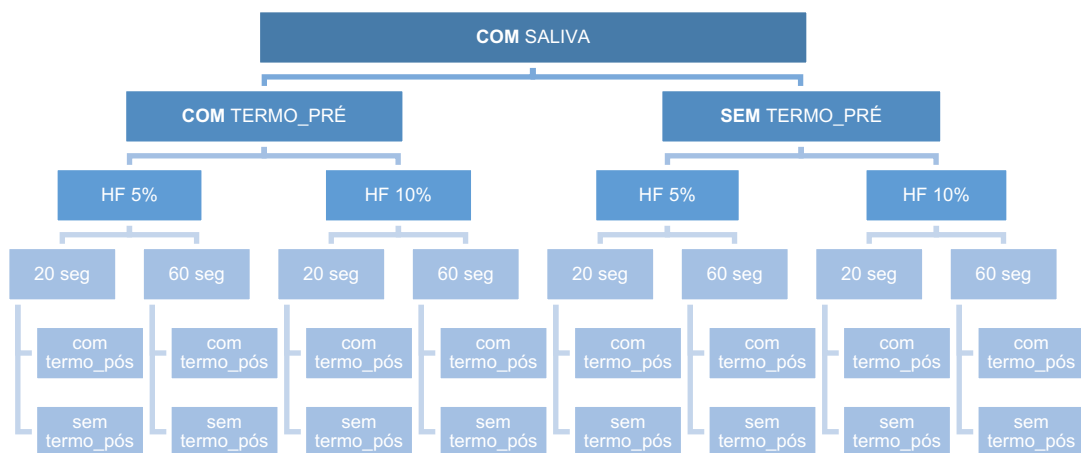 COM SALIVA
COM TERMO_PRÉ
SEM TERMO_PRÉ
HF 5%
HF 10%
HF 5%
HF 10%
20 seg
60 seg
20 seg
60 seg
20 seg
60 seg
20 seg
60 seg
com
termo_pós
com
termo_pós
com
termo_pós
com
termo_pós
com
termo_pós
com
termo_pós
com
termo_pós
com
termo_pós
sem
termo_pós
sem
termo_pós
sem
termo_pós
sem
termo_pós
sem
termo_pós
sem
termo_pós
sem
termo_pós
sem
termo_pós